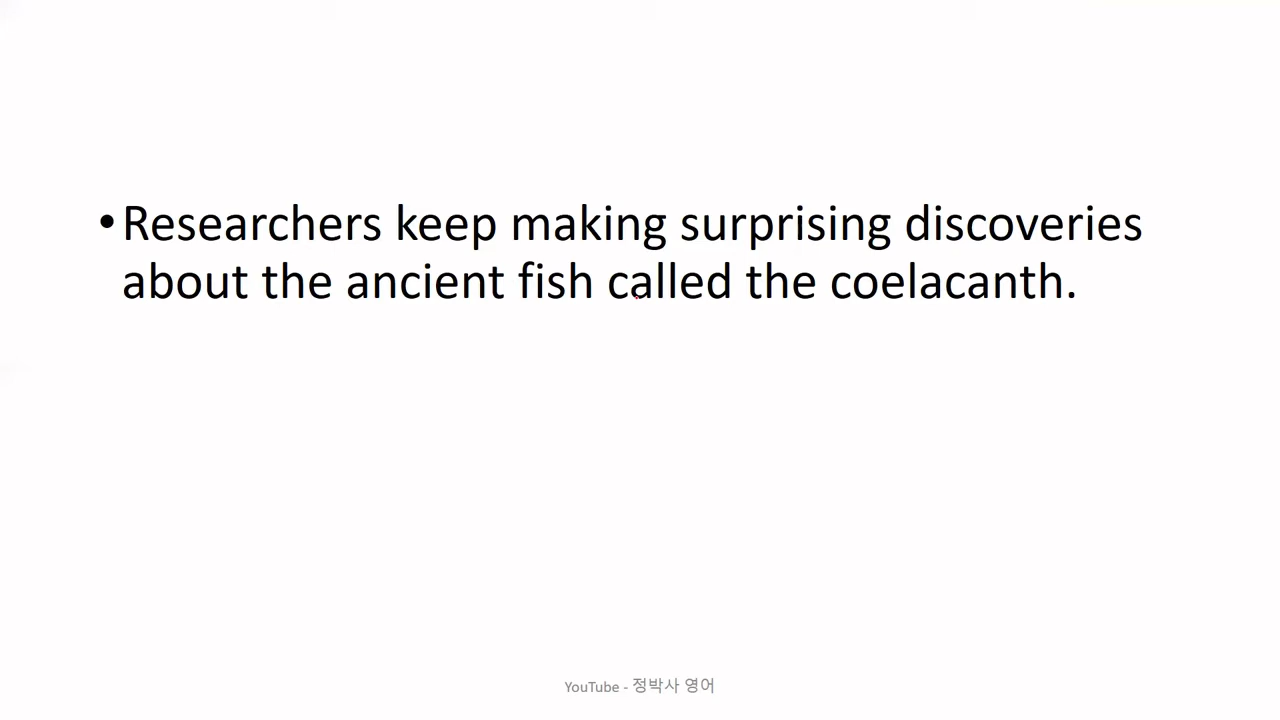 •Researchers keep making surprising discoveries
about the ancient fish called the coelacanth.
YouTube - 정박사 영어